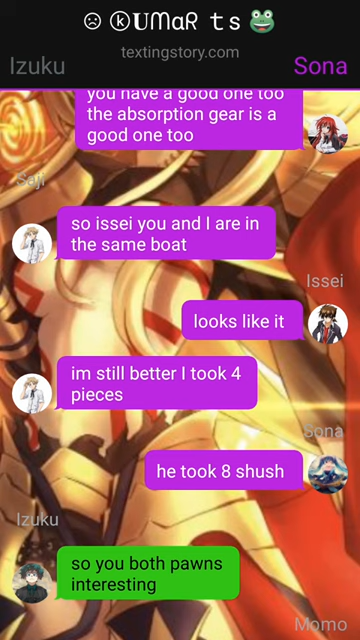 ☹ ⓚ𝐔ᗰᗩᖇ t s 🐸
textingstory.com
Izuku
Sona
you have a good one too
the absorption gear is a
good one too
Saji
so issei you and I are in
the same boat
Issei
looks like it
im still better I took 4
pieces
Sona
he took 8 shush
Izuku
so you both pawns
interesting
Momo